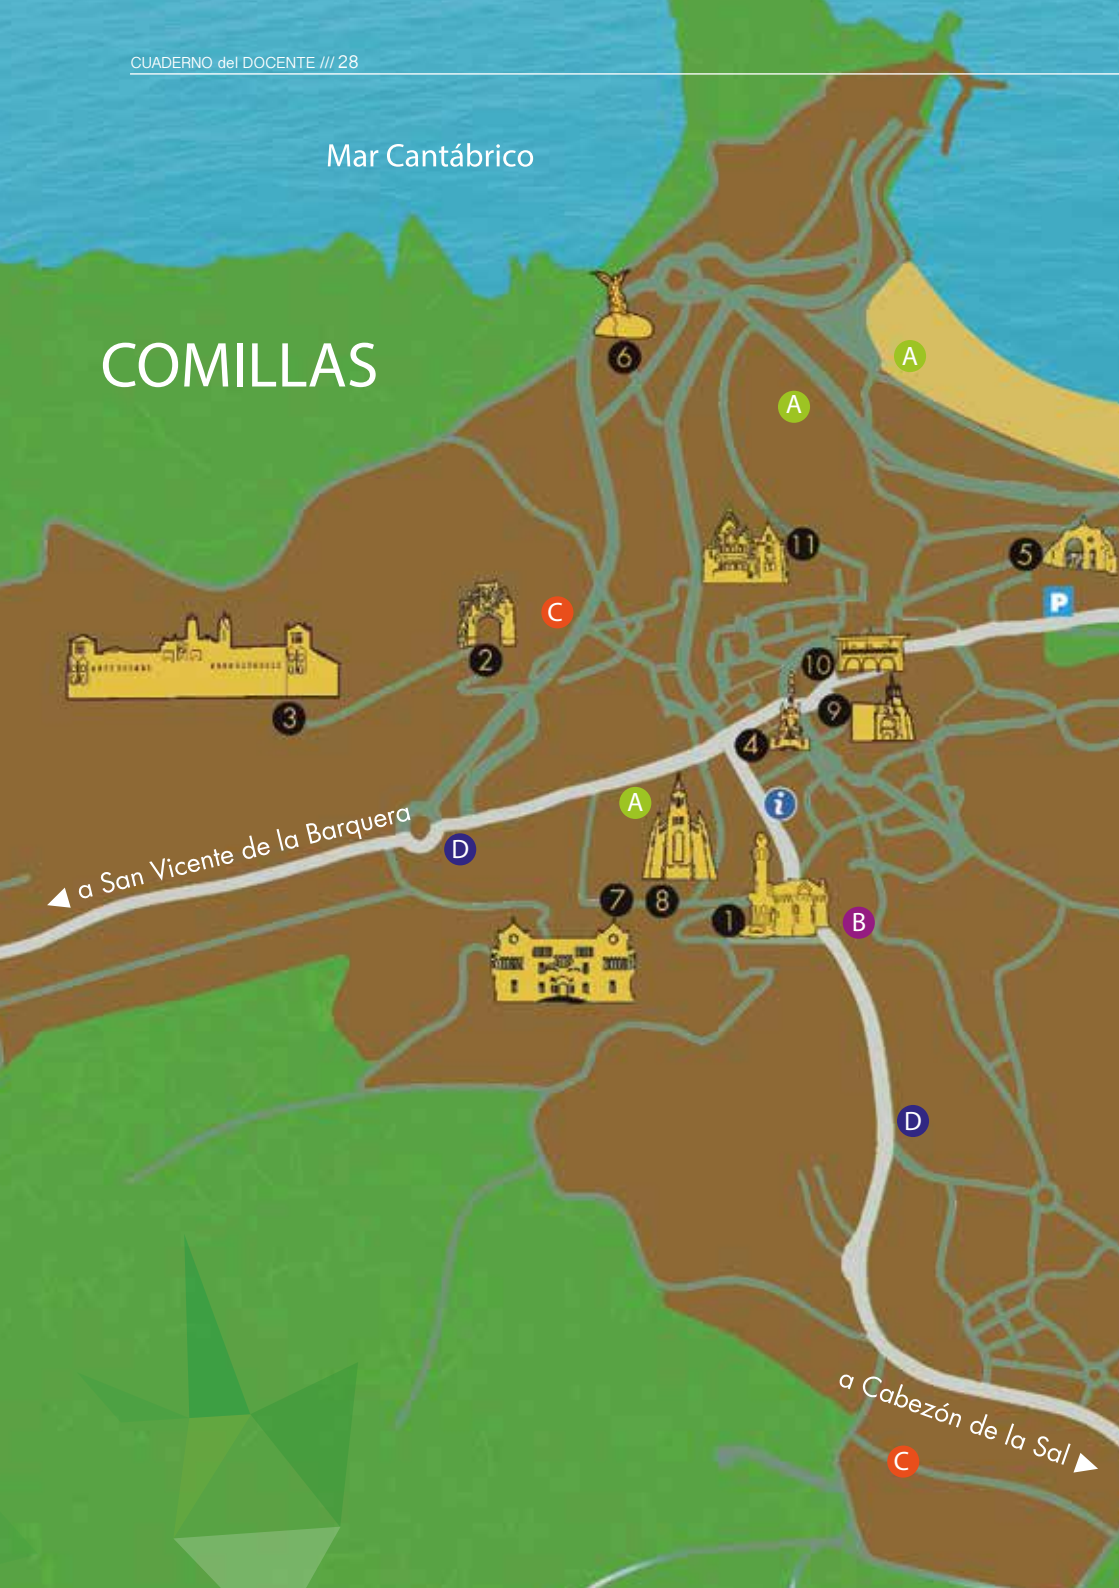 CUADERNO del DOCENTE /// 28
Mar Cantábrico
COMILLAS
6
A
A
11
5
P
C
2
10
3
9
4
A
i
a San Vicente de la Barquera
D
7
8
1
B
D
a Cabezón de la Sal
C